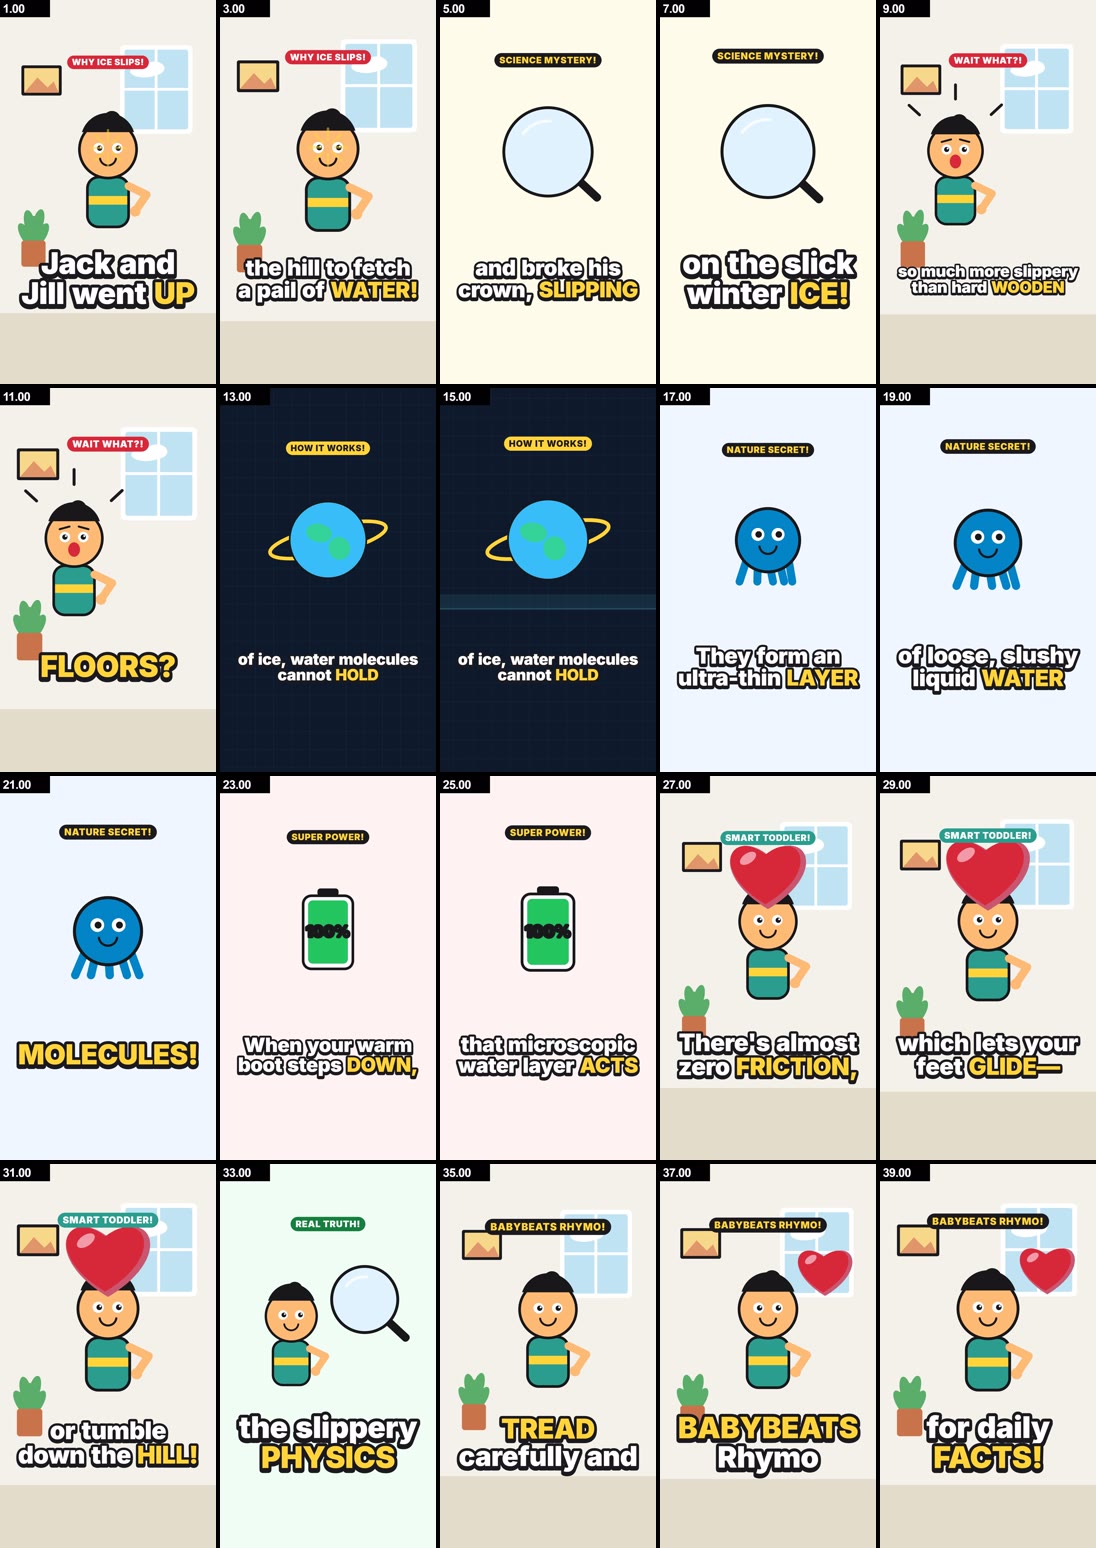 1.00
WHY ICE SLIPS!
Jack and
Jill went UP
3.00
WHY ICE SLIPS!
the hill to fetch
a pail of WATER!
5.00
SCIENCE MYSTERY!
and broke his
crown, SLIPPING
7.00
SCIENCE MYSTERY!
on the slick
winter ICE!
9.00
WAIT WHAT?!
so much more slippery
than hard WOODEN
11.00
WAIT WHAT?!
FLOORS?
13.00
HOW IT WORKS!
of ice, water molecules
cannot HOLD
15.00
HOW IT WORKS!
of ice, water molecules
cannot HOLD
17.00
NATURE SECRET!
They form an
ultra-thin LAYER
19.00
NATURE SECRET!
of loose, slushy
liquid WATER
21.00
NATURE SECRET!
MOLECULES!
23.00
SUPER POWER!
100%
When your warm
boot steps DOWN,
25.00
SUPER POWER!
100%
that microscopic
water layer ACTS
27.00
SMART TODDLER!
There's almost
zero FRICTION,
29.00
SMART TODDLER!
which lets your
feet GLIDE—
31.00
SMART TODDLER!
or tumble
down the HILL!
33.00
REAL TRUTH!
the slippery
PHYSICS
35.00
BABYBEATS RHYMO!
TREAD
carefully and
37.00
BABYBEATS RHYMO!
BABYBEATS
Rhymo
39.00
BABYBEATS RHYMO!
for daily
FACTS!